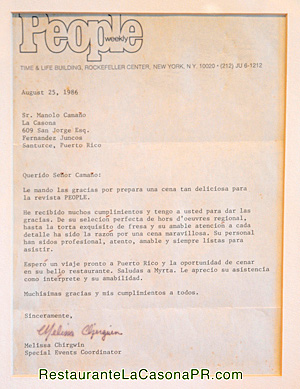 People
weekly
TIME & LIFE BUILDING, ROCKEFELLER CENTER, NEW YORK, N.Y. 10020 • (212) JU 6-1212
August 25, 1986
Sr. Manolo Camaño
La Casona
609 San Jorge Esq.
Fernandez Juncos
Santurce, Puerto Rico
Querido Señor Camaño:
Le mando las gracias por prepara una cena tan deliciosa para
la revista PEOPLE.
He recibido muchos cumplimientos y tengo a usted para dar las
gracias. De su selección perfecta de hors d'oeuvres regional,
hasta la torta exquisito de fresa y su amable atención a cada
detalle ha sido la razón por una cena maravillosa. Su personal
han sidos profesional, atento, amable y siempre listas para
asistir.
Espero un viaje pronto a Puerto Rico y la oportunidad de cenar
en su bello restaurante. Saludas a Myrta. Le aprecio su asistencia
como intérprete y su amabilidad.
Muchísimas gracias y mis cumplimientos a todos.
Sinceramente,
Melissa Chirgwin
Melissa Chirgwin
Special Events Coordinator
RestauranteLaCasonaPR.com